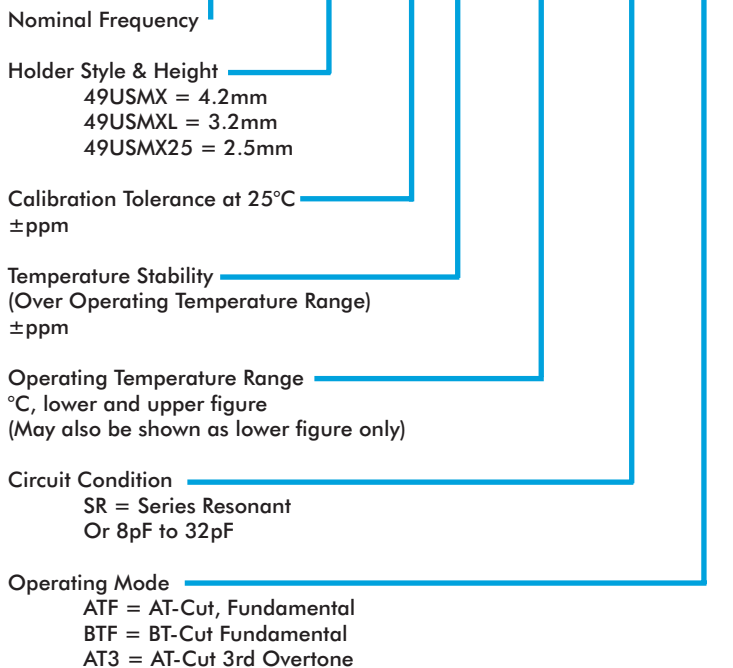 Nominal Frequency
Holder Style & Height
49USMX = 4.2mm
49USMXL = 3.2mm
49USMX25 = 2.5mm
Calibration Tolerance at 25°C
±ppm
Temperature Stability
(Over Operating Temperature Range)
±ppm
Operating Temperature Range
°C, lower and upper figure
(May also be shown as lower figure only)
Circuit Condition
SR = Series Resonant
Or 8pF to 32pF
Operating Mode
ATF = AT-Cut, Fundamental
BTF = BT-Cut Fundamental
AT3 = AT-Cut 3rd Overtone